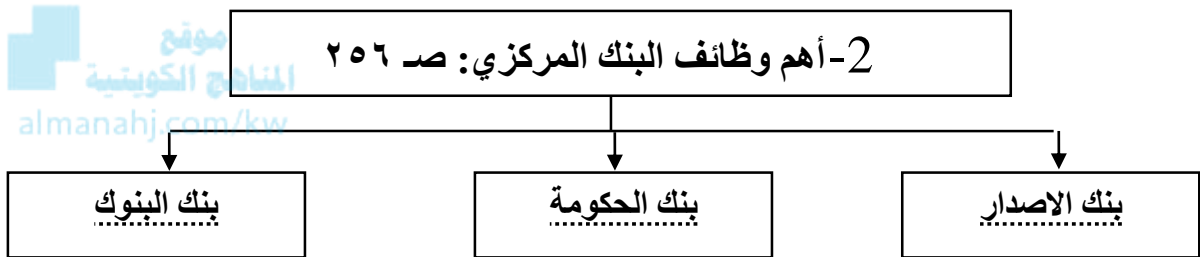 موقع
المناهج الكويتية
almanahj.com/kw
2-أهم وظائف البنك المركزي: صـ ٢٥٦
بنك الاصدار
بنك الحكومة
بنك البنوك